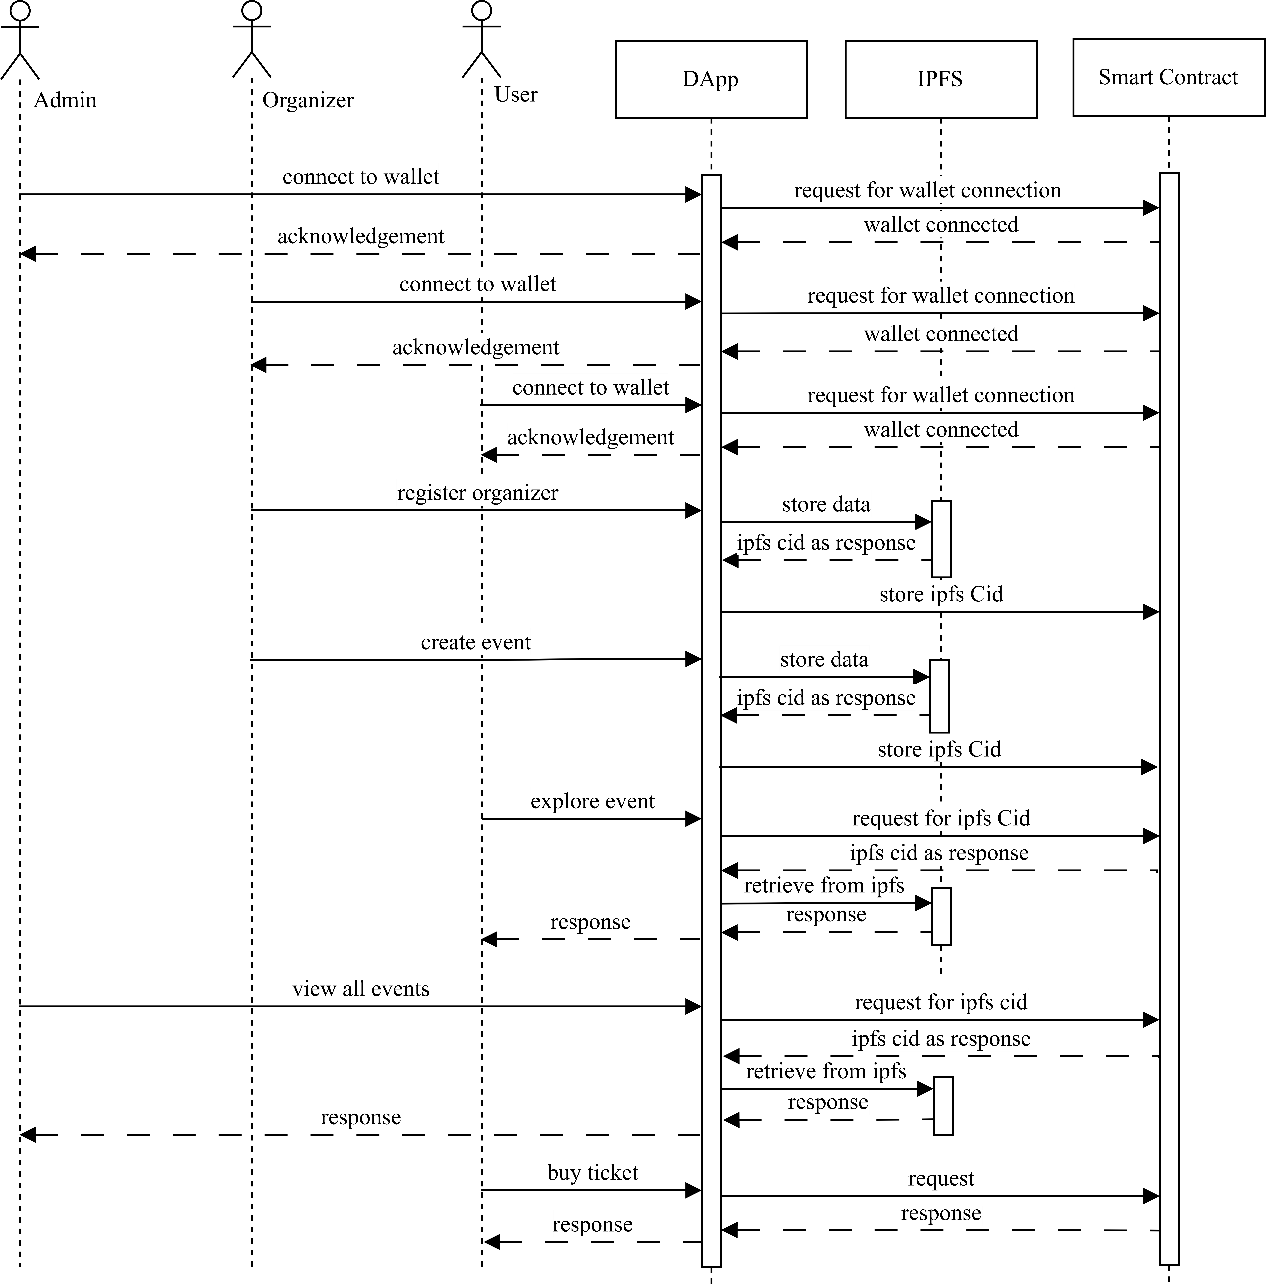 Admin
Organizer
User
DApp
IPFS
Smart Contract
connect to wallet
request for wallet connection
wallet connected
acknowledgement
connect to wallet
request for wallet connection
wallet connected
acknowledgement
connect to wallet
request for wallet connection
wallet connected
acknowledgement
register organizer
store data
ipfs cid as response
store ipfs Cid
create event
store data
ipfs cid as response
store ipfs Cid
explore event
request for ipfs Cid
ipfs cid as response
retrieve from ipfs
response
response
view all events
request for ipfs cid
ipfs cid as response
retrieve from ipfs
response
response
buy ticket
request
response
response